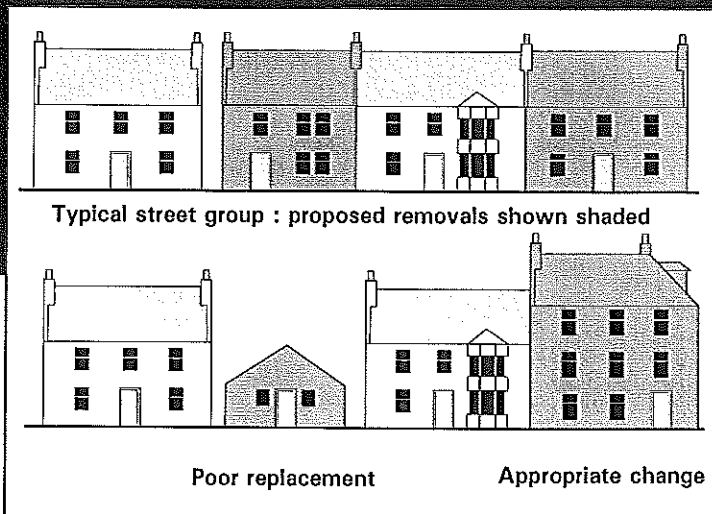 Typical street group : proposed removals shown shaded
Poor replacement
Appropriate change